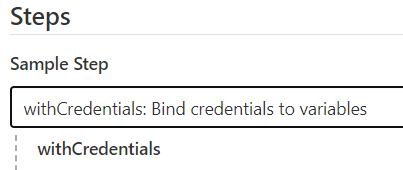 Steps
Sample Step
withCredentials: Bind credentials to variables
withCredentials